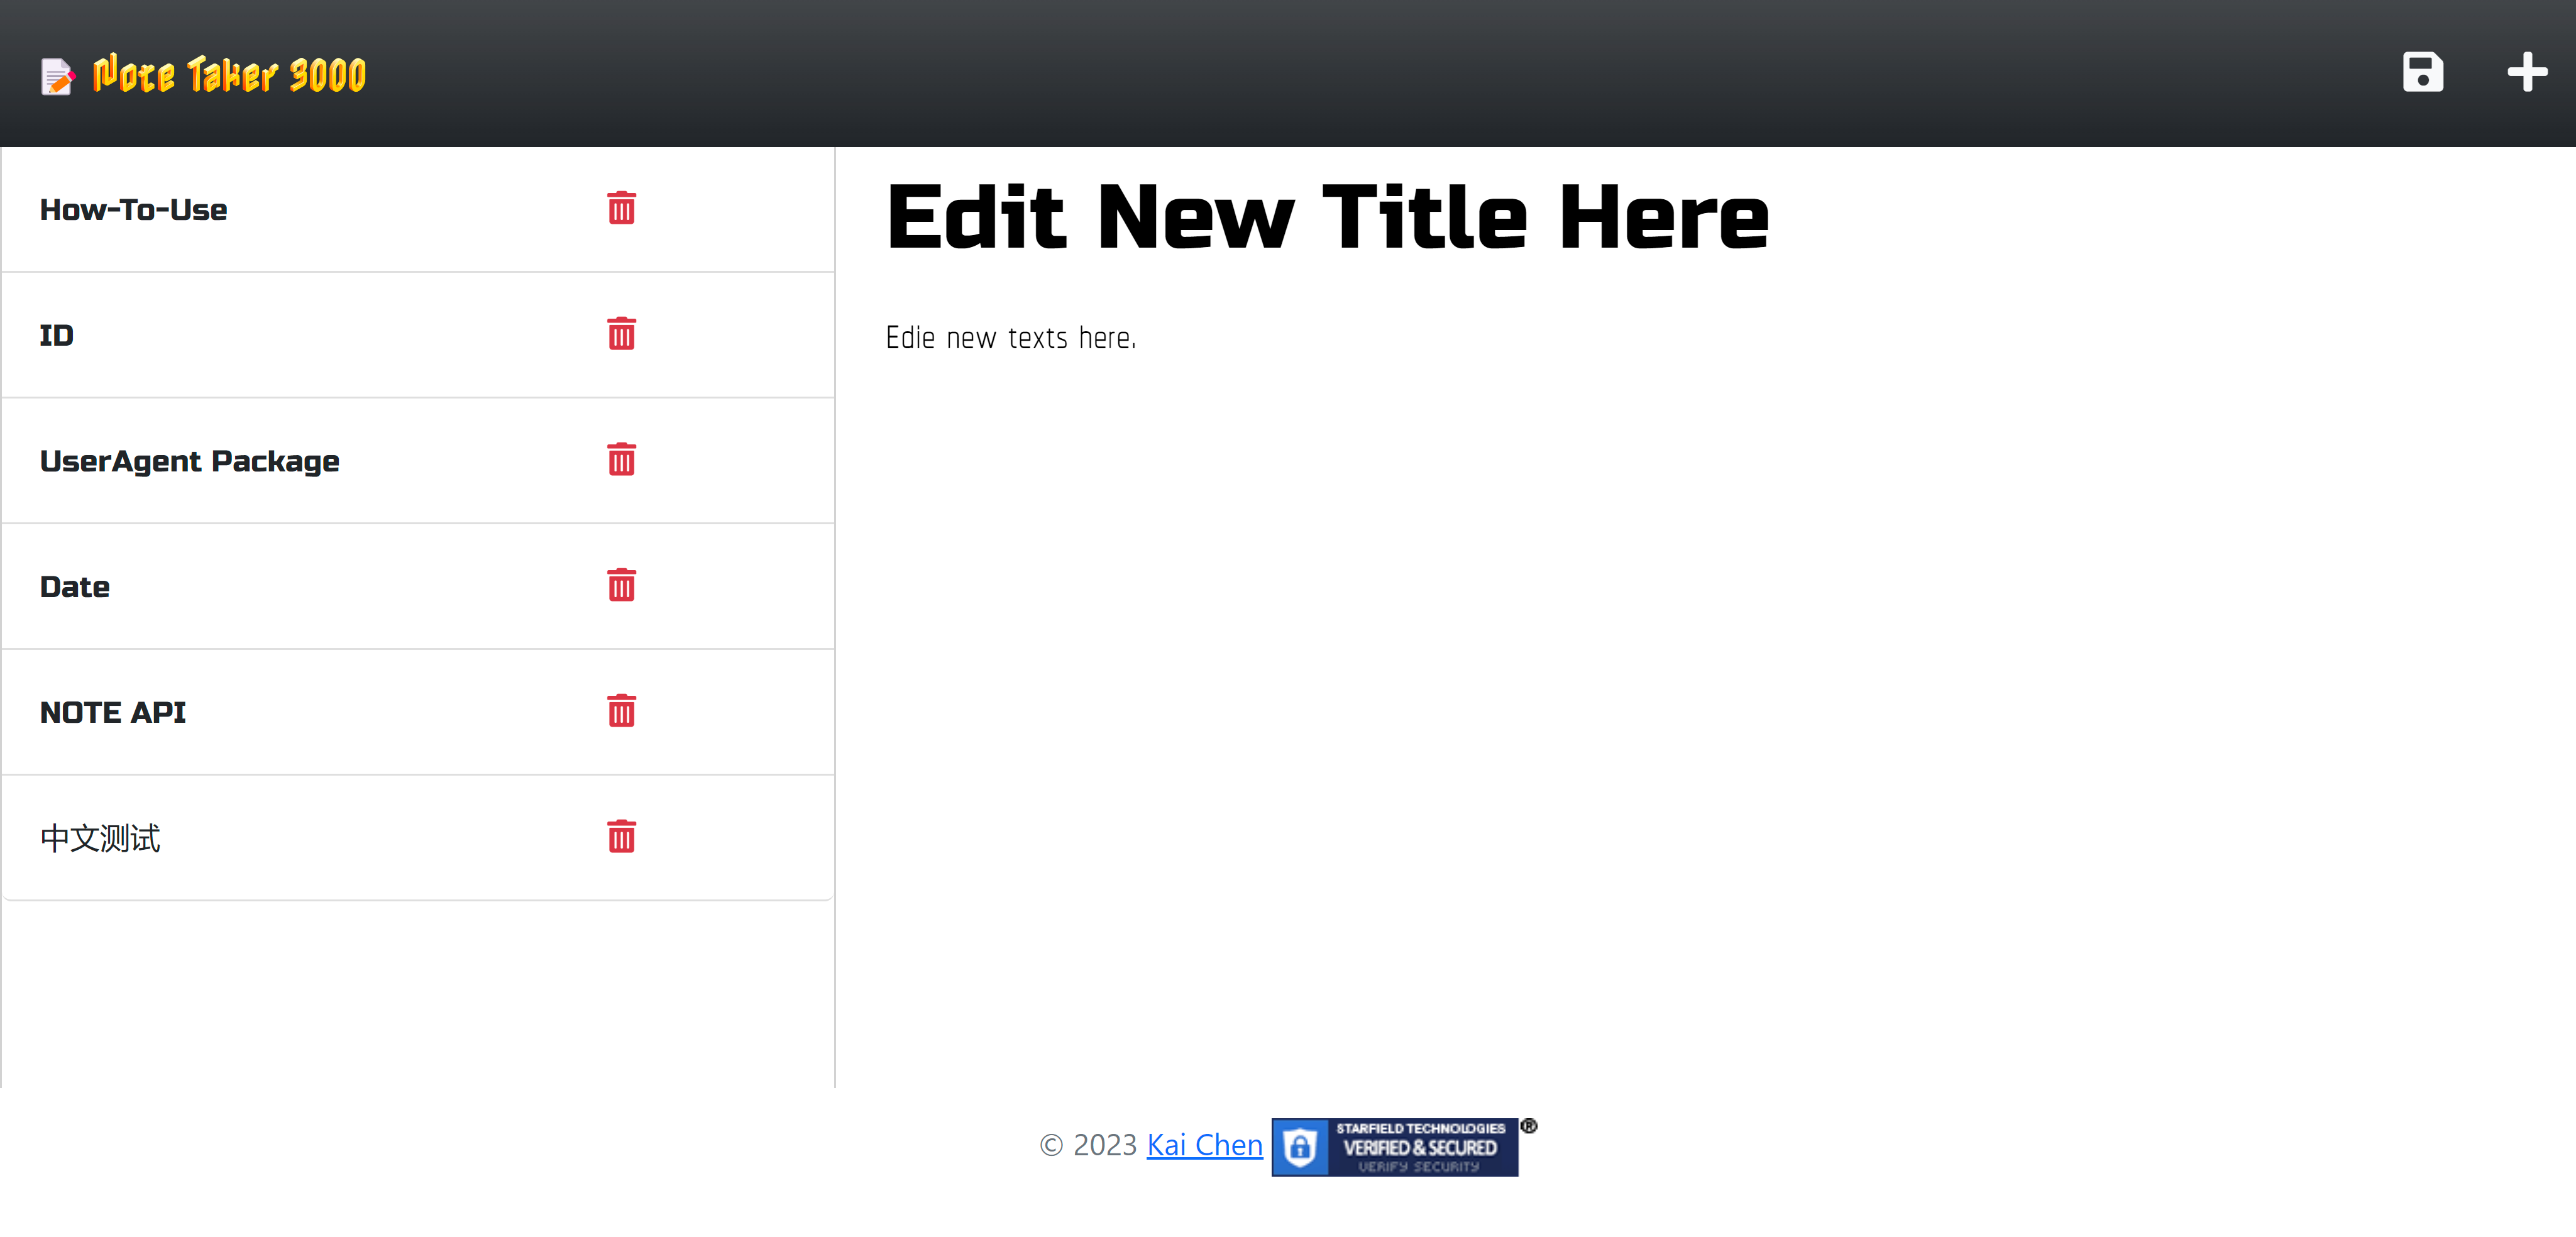 Note Taker 3000
How-To-Use
ID
UserAgent Package
Date
NOTE API
中文测试
Edit New Title Here
Edie new texts here.
© 2023 Kai Chen
STARFIELD TECHNOLOGIES
VERIFIED & SECURED
VERIFY SECURITY
®